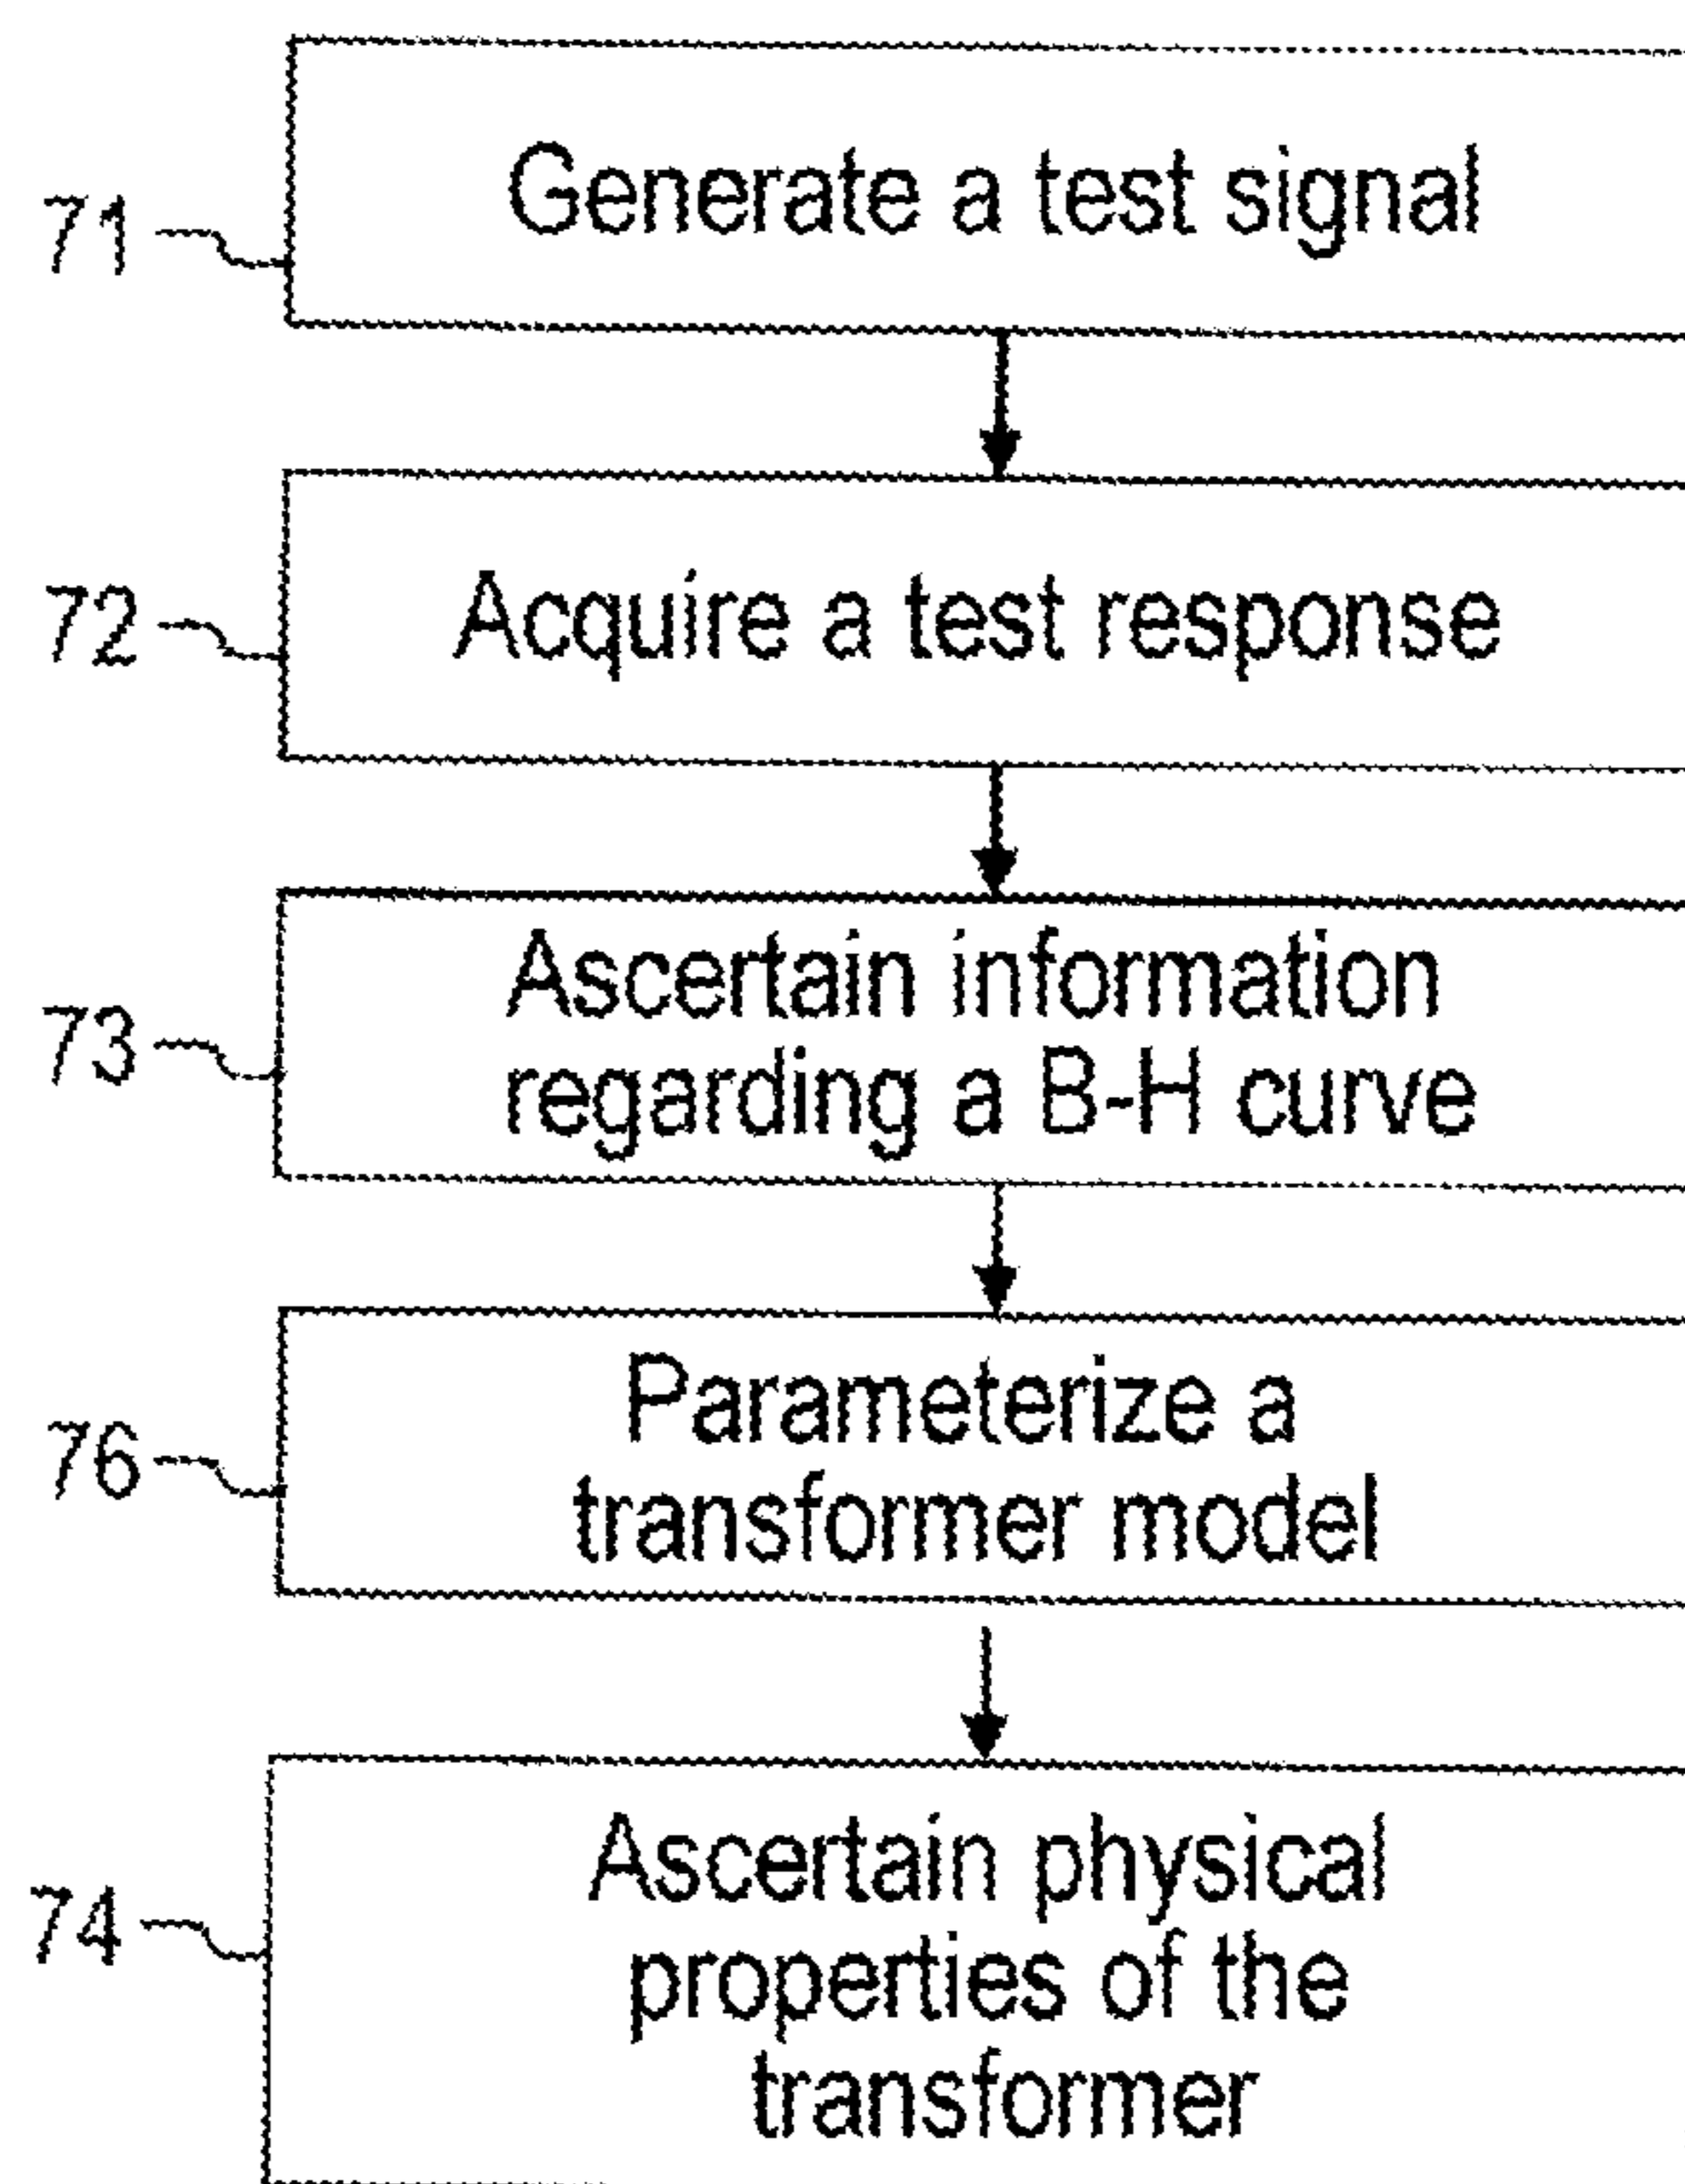 71
Generate a test signal
72
Acquire a test response
73
Ascertain information
regarding a B-H curve
76
Parameterize a
transformer model
74
Ascertain physical
properties of the
transformer